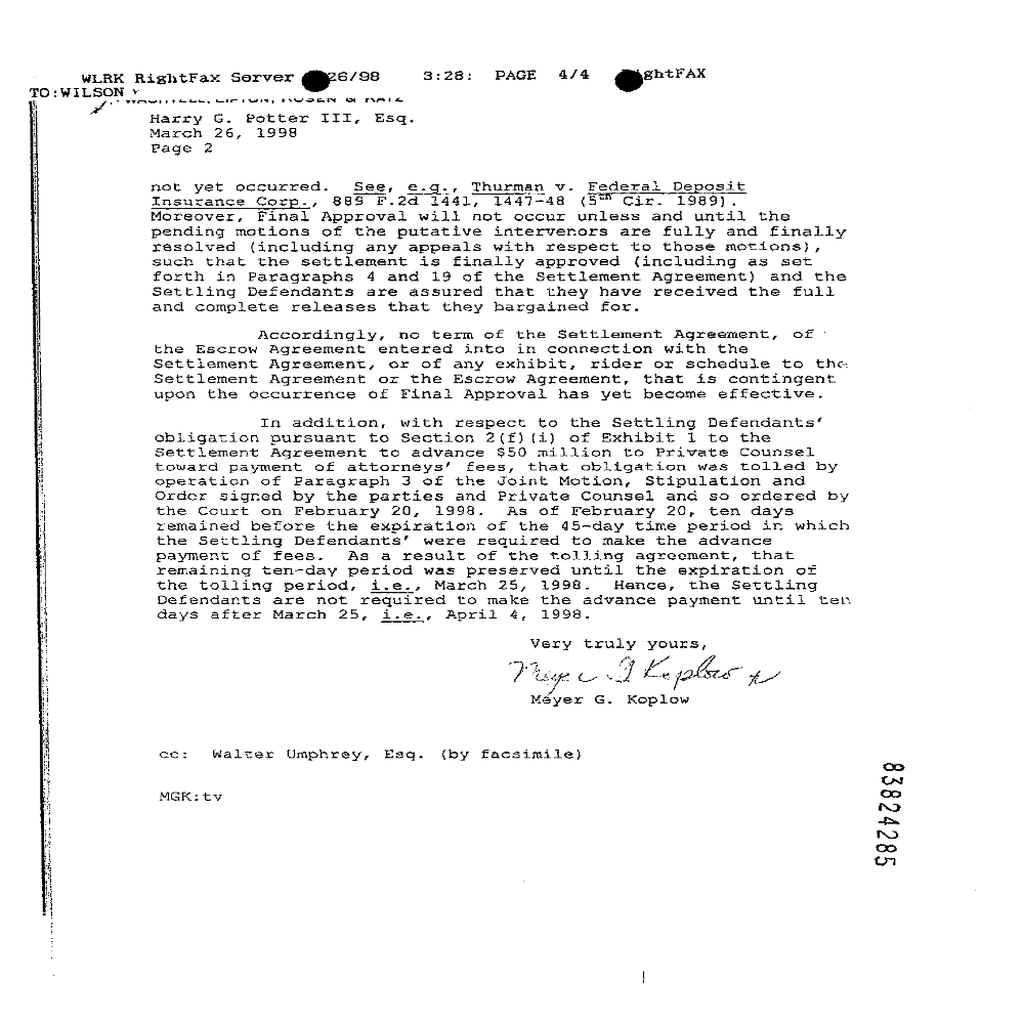 WLRK RightFax Server 26/98 3:28: PAGE 4/4 ghtFAX
TO:WILSON
Harry G. Potter III, Esq.
March 26, 1998
Page 2
not yet occurred. See, e.g., Thurman v. Federal Deposit
Insurance Corp., 889 F.2d 1441, 1447-48 (5th Cir. 1989).
Moreover, Final Approval will not occur unless and until the
pending motions of the putative intervenors are fully and finally
resolved (including any appeals with respect to those motions),
such that the settlement is finally approved (including as set
forth in Paragraphs 4 and 19 of the Settlement Agreement) and the
Settling Defendants are assured that they have received the full
and complete releases that they bargained for.
Accordingly, no term of the Settlement Agreement, of
the Escrow Agreement entered into in connection with the
Settlement Agreement, or of any exhibit, rider or schedule to the
Settlement Agreement or the Escrow Agreement, that is contingent
upon the occurrence of Final Approval has yet become effective.
In addition, with respect to the Settling Defendants'
obligation pursuant to Section 2(f)(i) of Exhibit 1 to the
Settlement Agreement to advance $50 million to Private Counsel
toward payment of attorneys' fees, that obligation was tolled by
operation of Paragraph 3 of the Joint Motion, Stipulation and
Order signed by the parties and Private Counsel and so ordered by
the Court on February 20, 1998. As of February 20, ten days
remained before the expiration of the 45-day time period in which
the Settling Defendants' were required to make the advance
payment of fees. As a result of the tolling agreement, that
remaining ten-day period was preserved until the expiration of
the tolling period, i.e., March 25, 1998. Hence, the Settling
Defendants are not required to make the advance payment until ten
days after March 25, i.e., April 4, 1998.
Very truly yours,
Meyer G Koplow
Meyer G. Koplow
cc: Walter Umphrey, Esq. (by facsimile)
MGK:tv
83824285